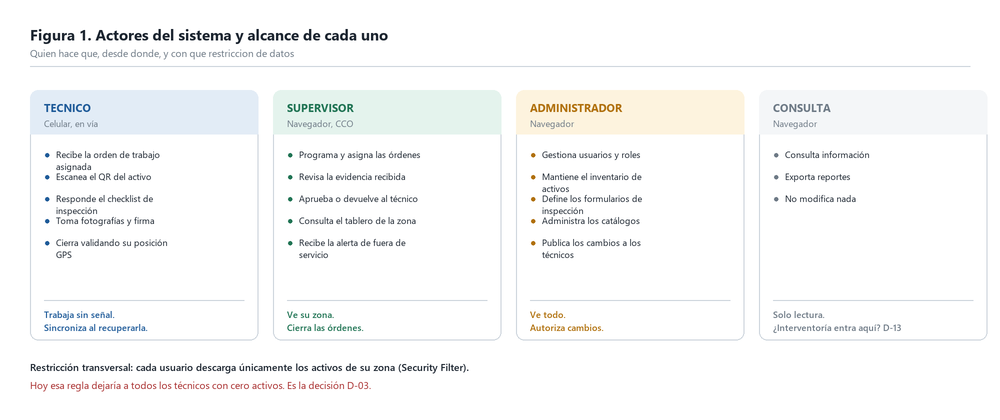 Figura 1. Actores del sistema y alcance de cada uno
Quien hace que, desde donde, y con que restriccion de datos
TECNICO
Celular, en vía
Recibe la orden de trabajo
asignada
Escanea el QR del activo
Responde el checklist de
inspección
Toma fotografías y firma
Cierra validando su posición
GPS
Trabaja sin señal.
Sincroniza al recuperarla.
SUPERVISOR
Navegador, CCO
Programa y asigna las órdenes
Revisa la evidencia recibida
Aprueba o devuelve al técnico
Consulta el tablero de la zona
Recibe la alerta de fuera de
servicio
Ve su zona.
Cierra las órdenes.
ADMINISTRADOR
Navegador
Gestiona usuarios y roles
Mantiene el inventario de
activos
Define los formularios de
inspección
Administra los catálogos
Publica los cambios a los
técnicos
Ve todo.
Autoriza cambios.
CONSULTA
Navegador
Consulta información
Exporta reportes
No modifica nada
Solo lectura.
¿Interventoría entra aquí? D-13
Restricción transversal: cada usuario descarga únicamente los activos de su zona (Security Filter).
Hoy esa regla dejaría a todos los técnicos con cero activos. Es la decisión D-03.